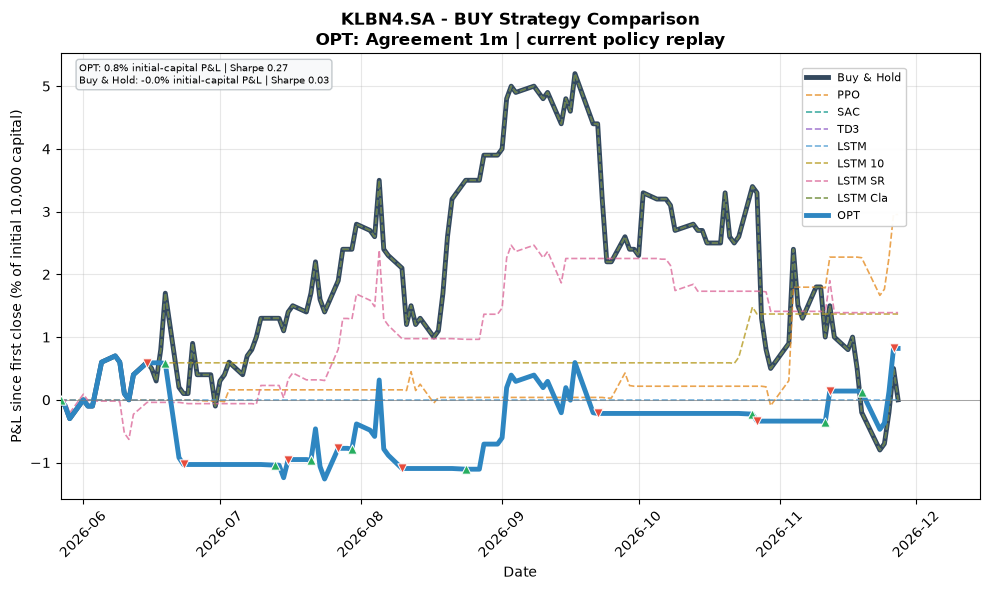 KLBN4.SA - BUY Strategy Comparison
OPT: Agreement 1m | current policy replay
OPT: 0.8% initial-capital P&L | Sharpe 0.27
Buy & Hold: -0.0% initial-capital P&L | Sharpe 0.03
Buy & Hold
PPO
SAC
TD3
LSTM
LSTM 10
LSTM SR
LSTM Cla
OPT
P&L since first close (% of initial 10,000 capital)
5
4
3
2
1
0
−1
2026-06
2026-07
2026-08
2026-09
2026-10
2026-11
2026-12
Date